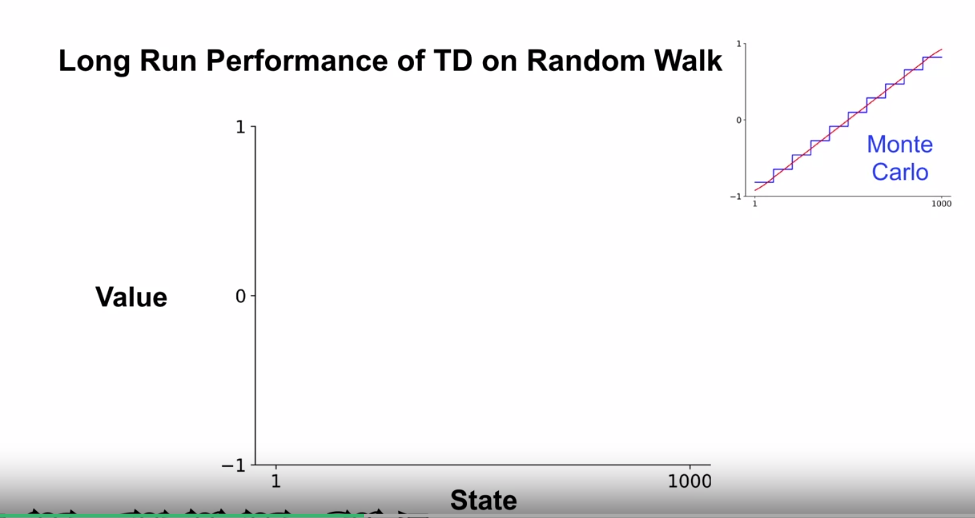 Long Run Performance of TD on Random Walk
1
0
−1
1
1000
Monte
Carlo
1
Value
0
−1
1
1000
State